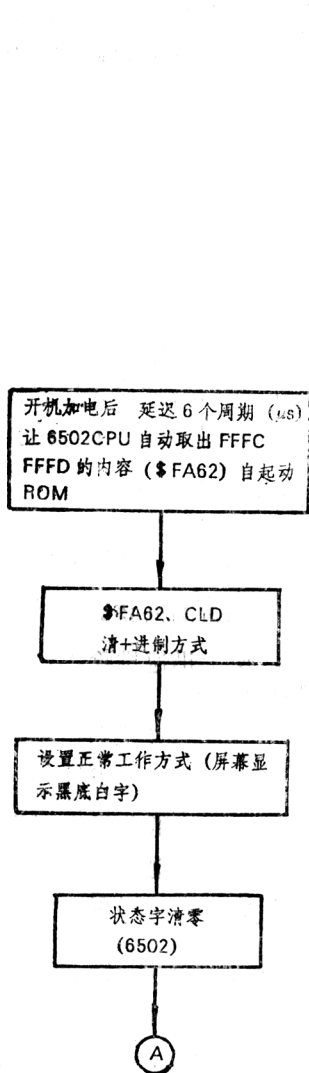 开机加电后 延迟6个周期 (μs)
让6502CPU自动取出FFFC
FFFD的内容($FA62)自起动
ROM
$FA62、CLD
清+进制方式
设置正常工作方式(屏幕显
示黑底白字)
状态字清零
(6502)
A